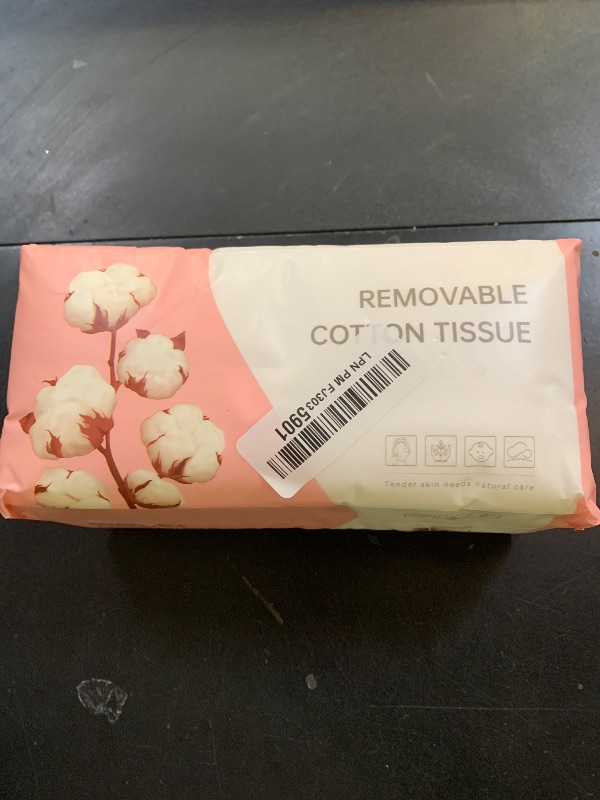 REMOVABLE
COTTON TISSUE
LPN PM FJ3035901
Tender skin needs natural care